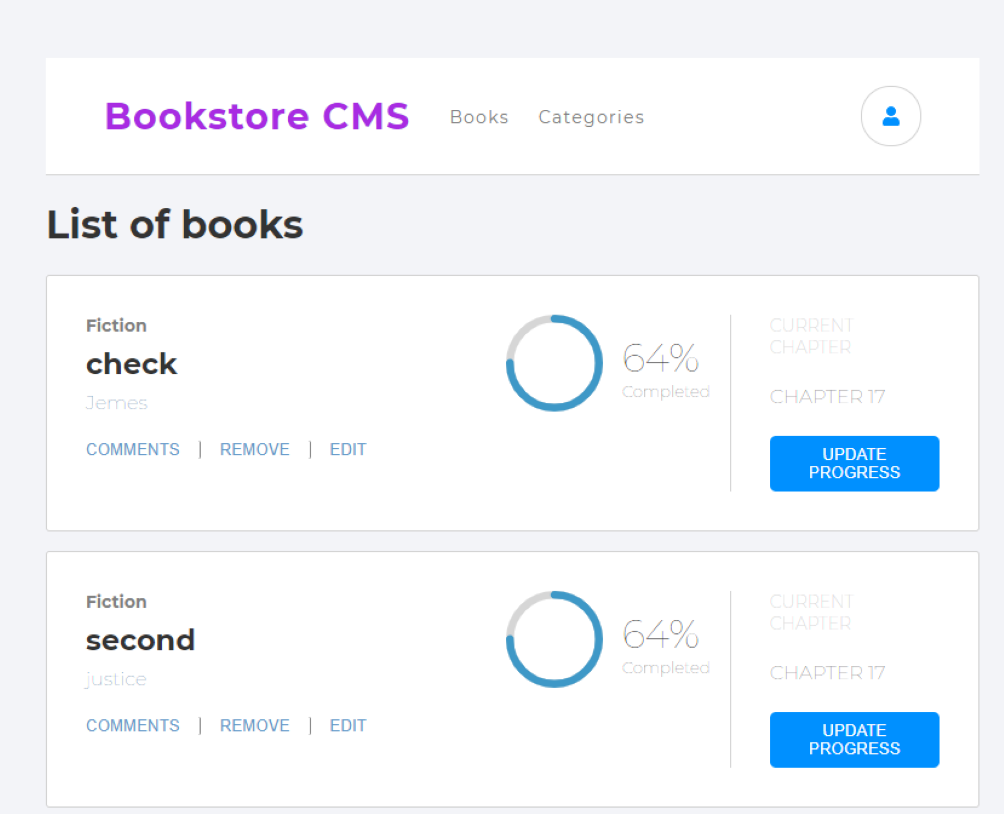 Bookstore CMS Books Categories
List of books
Fiction
check
Jemes
COMMENTS | REMOVE | EDIT
64%
Completed
CURRENT
CHAPTER
CHAPTER 17
UPDATE
PROGRESS
Fiction
second
justice
COMMENTS | REMOVE | EDIT
64%
Completed
CURRENT
CHAPTER
CHAPTER 17
UPDATE
PROGRESS